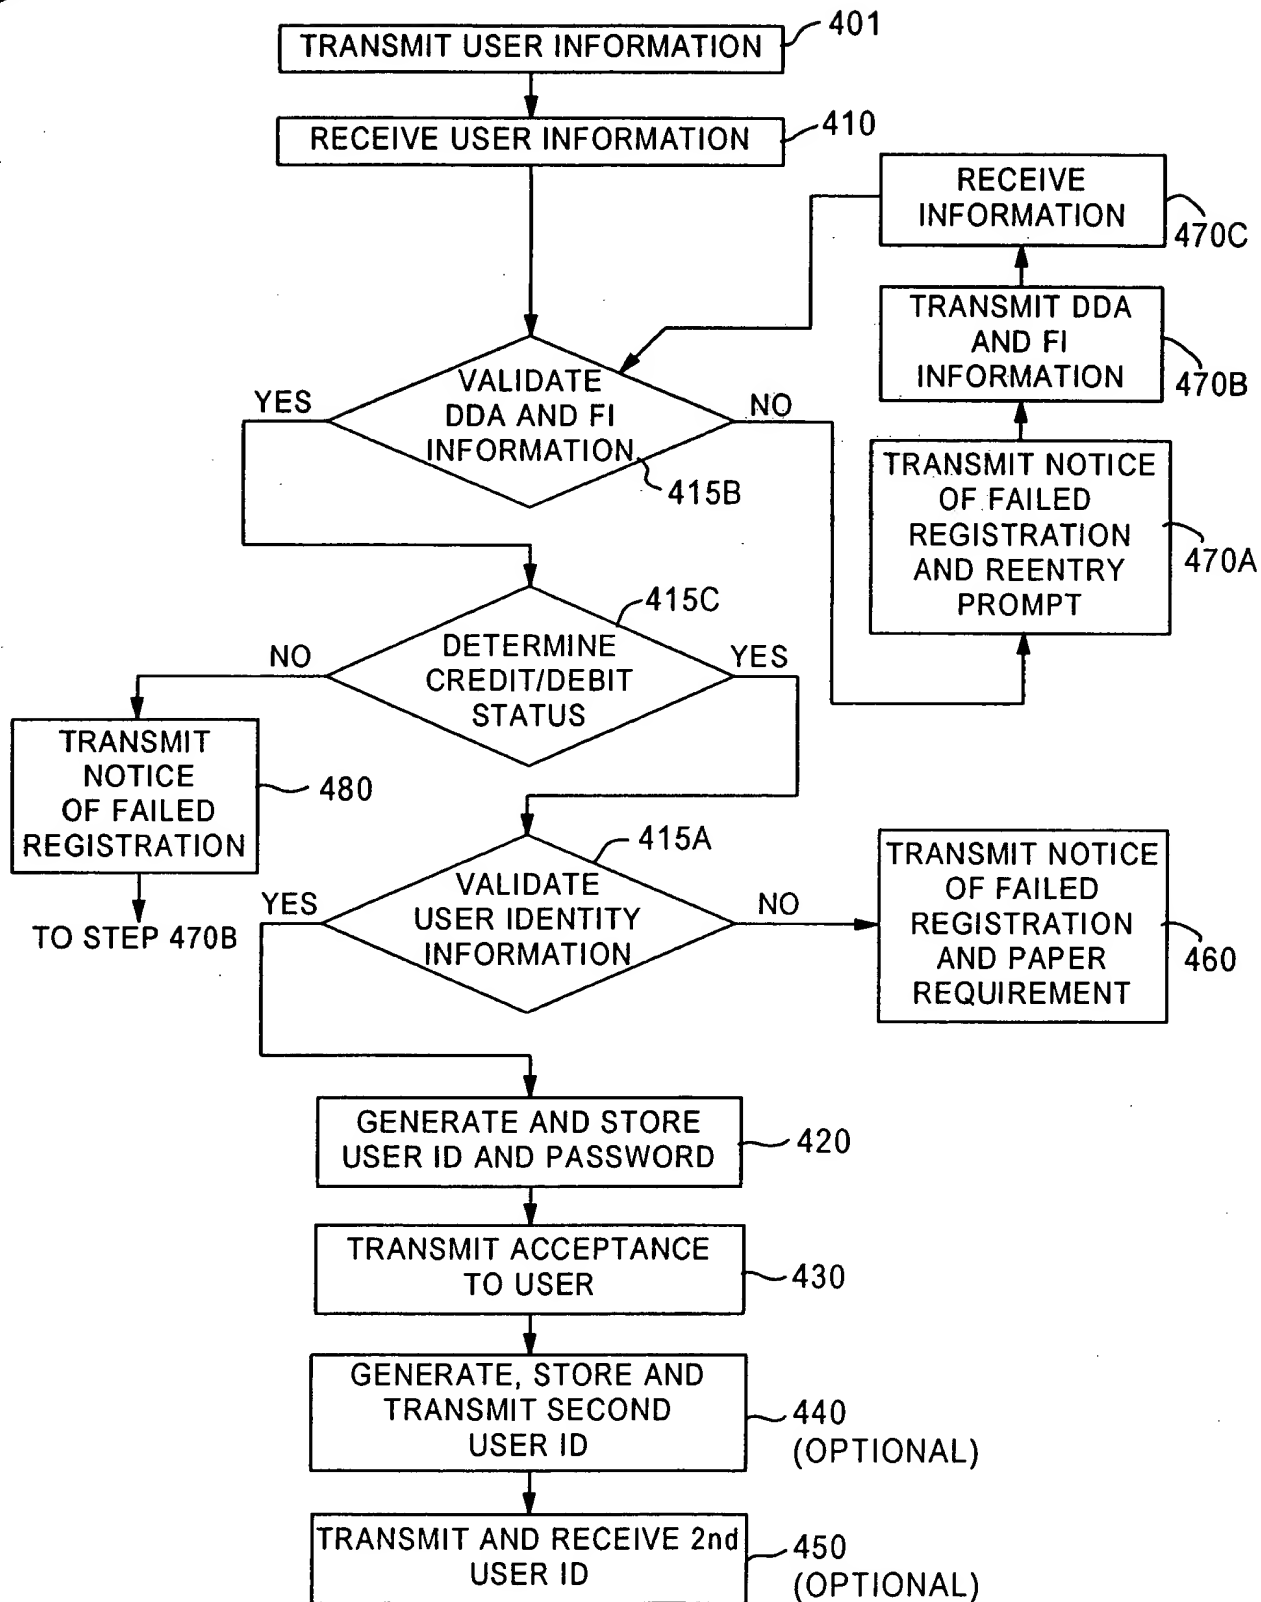 TRANSMIT USER INFORMATION
401
RECEIVE USER INFORMATION
410
RECEIVE
INFORMATION
470C
TRANSMIT DDA
AND FI
INFORMATION
470B
TRANSMIT NOTICE
OF FAILED
REGISTRATION
AND REENTRY
PROMPT
470A
YES
VALIDATE
DDA AND FI
INFORMATION
NO
415B
415C
NO
DETERMINE
CREDIT/DEBIT
STATUS
YES
TRANSMIT
NOTICE
OF FAILED
REGISTRATION
480
TO STEP 470B
415A
YES
VALIDATE
USER IDENTITY
INFORMATION
NO
TRANSMIT NOTICE
OF FAILED
REGISTRATION
AND PAPER
REQUIREMENT
460
GENERATE AND STORE
USER ID AND PASSWORD
420
TRANSMIT ACCEPTANCE
TO USER
430
GENERATE, STORE AND
TRANSMIT SECOND
USER ID
440
(OPTIONAL)
TRANSMIT AND RECEIVE 2nd
USER ID
450
(OPTIONAL)